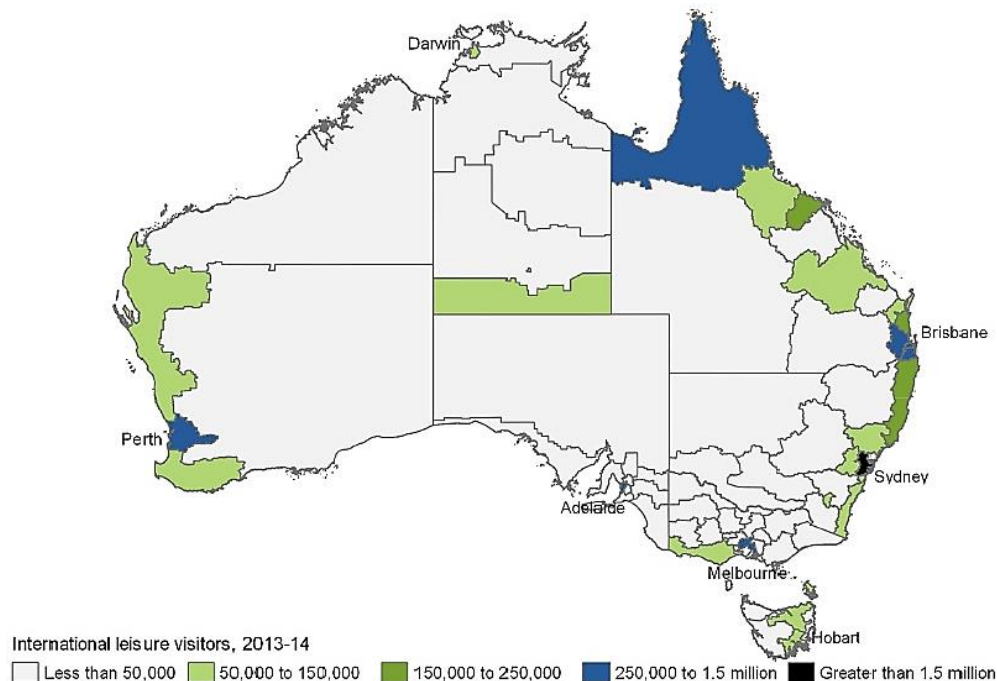 Darwin
Brisbane
Perth
Sydney
Adelaide
Melbourne
Hobart
International leisure visitors, 2013-14
Less than 50,000 50,000 to 150,000 150,000 to 250,000 250,000 to 1.5 million Greater than 1.5 million